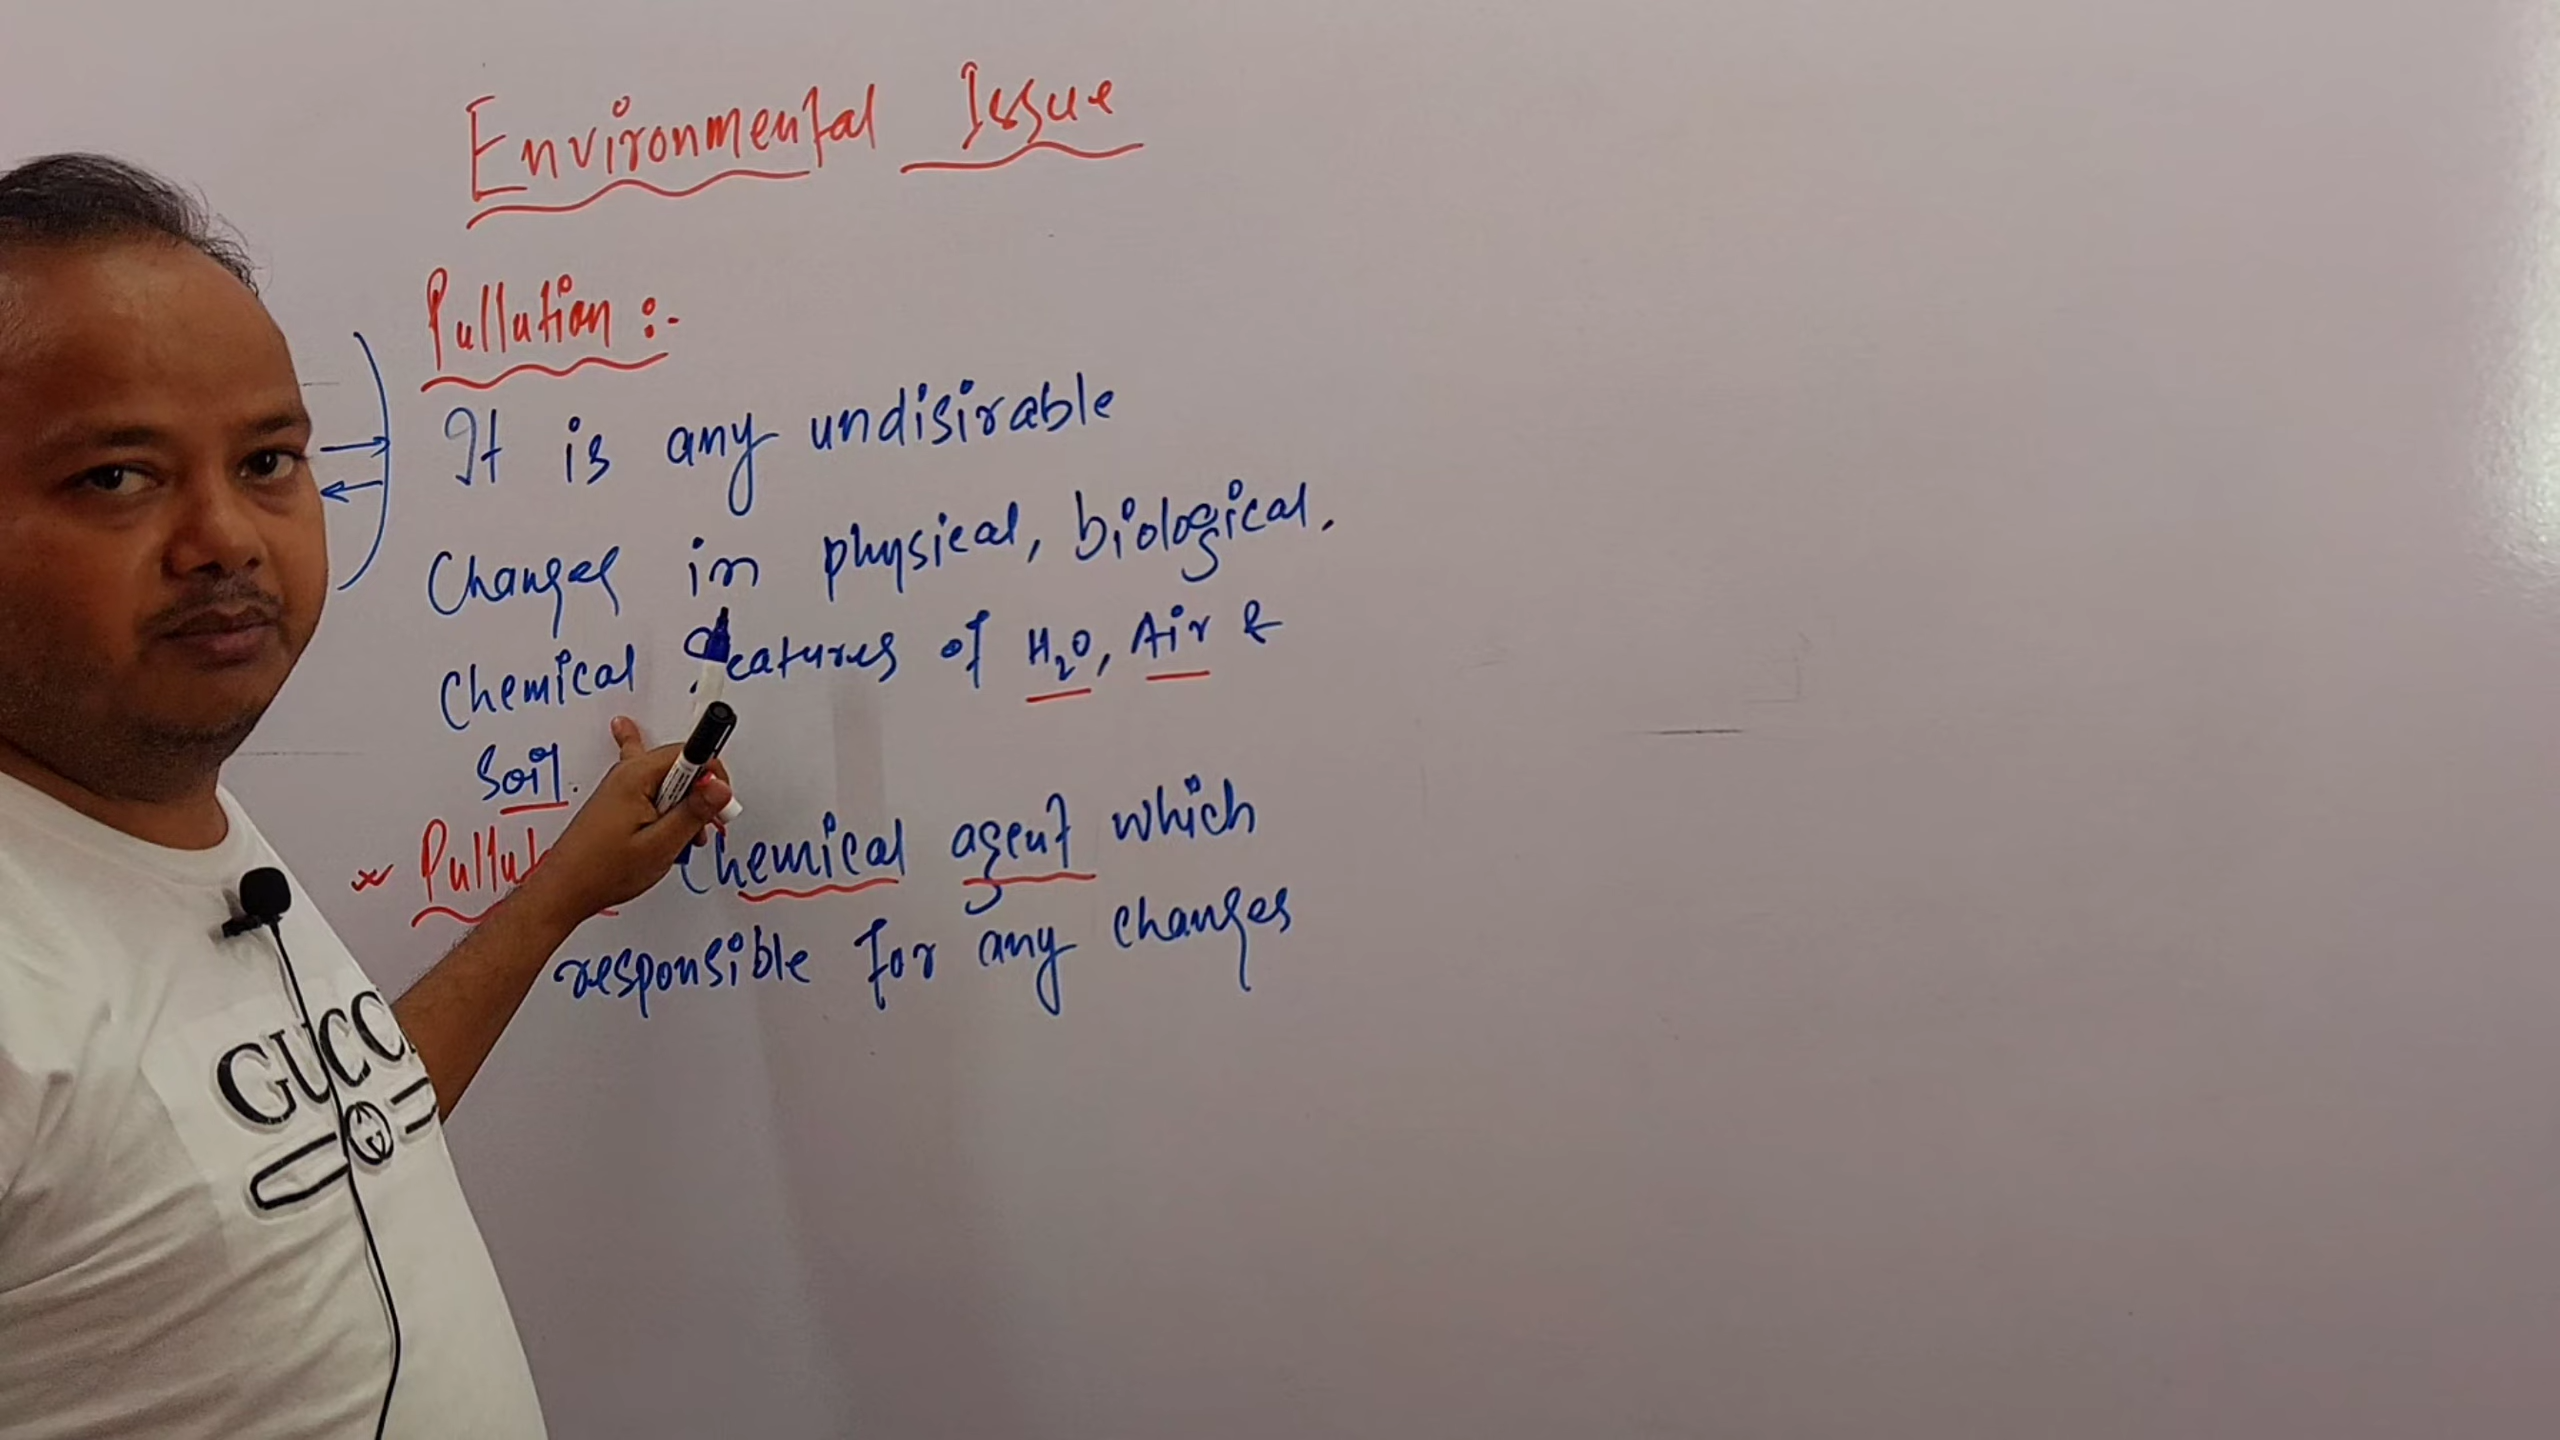 Environmental Issue
Pullution :-
It is any undisirable
Changes in physical, biological,
Chemical features of H₂O, Air &
Soil.
Chemical agent which
responsible for any changes
GUCCI